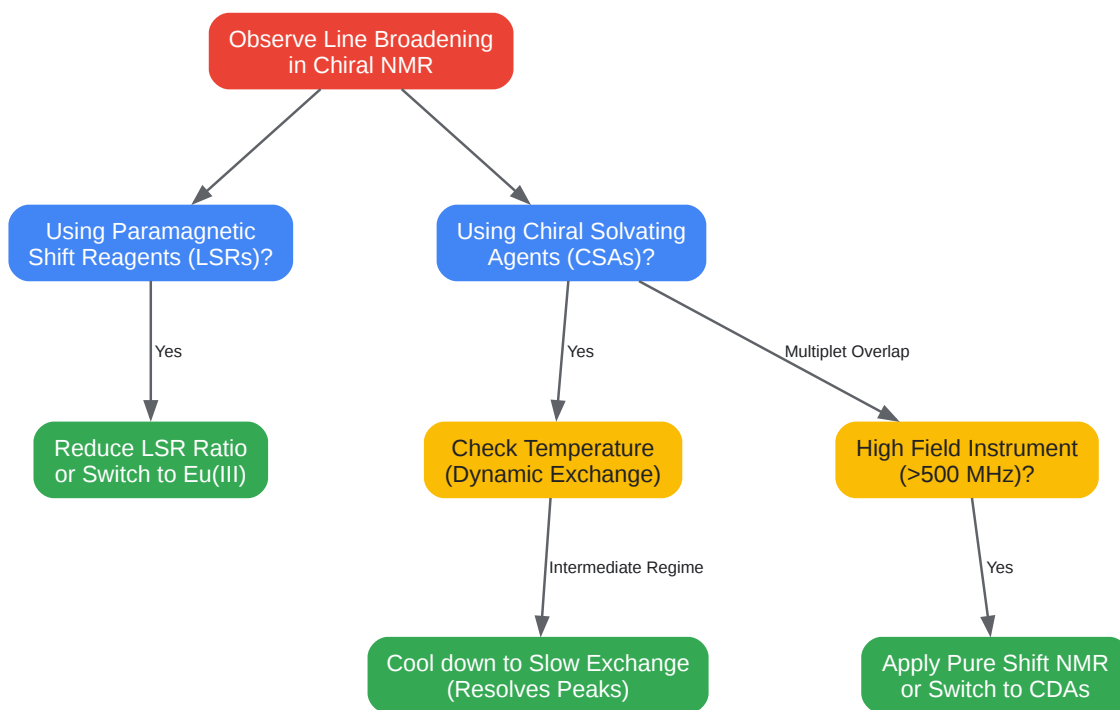 Observe Line Broadening
in Chiral NMR
Using Paramagnetic
Shift Reagents (LSRs)?
Using Chiral Solvating
Agents (CSAs)?
Yes
Yes
Multiplet Overlap
Reduce LSR Ratio
or Switch to Eu(III)
Check Temperature
(Dynamic Exchange)
High Field Instrument
(>500 MHz)?
Intermediate Regime
Yes
Cool down to Slow Exchange
(Resolves Peaks)
Apply Pure Shift NMR
or Switch to CDAs